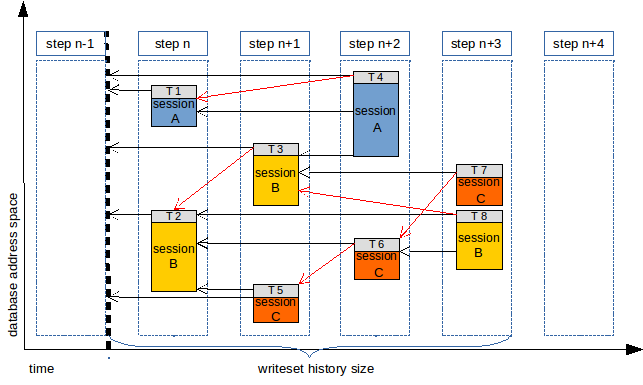 step n-1
step n
step n+1
step n+2
step n+3
step n+4
T 4
session
A
T 1
session
A
T 3
session
B
T 7
session
C
T 2
session
B
T 8
session
B
T 6
session
C
T 5
session
C
database address space
time
writeset history size